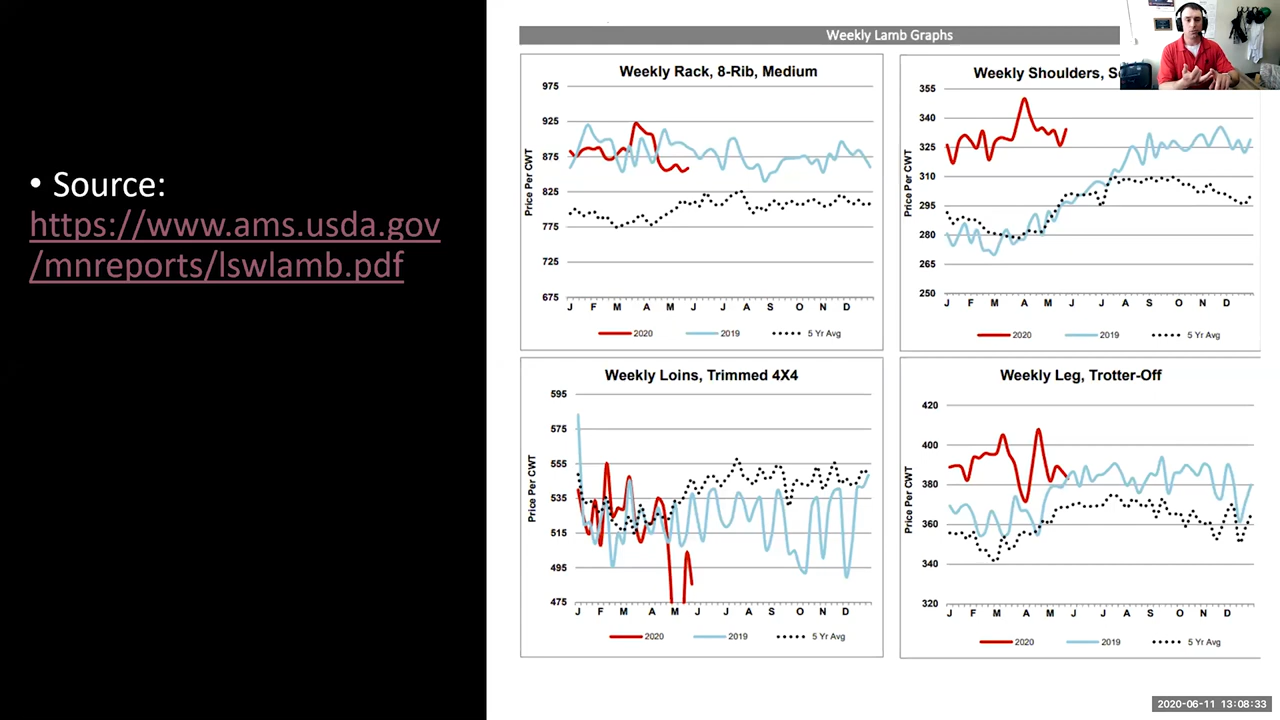 • Source:
https://www.ams.usda.gov
/mnreports/lswlamb.pdf
Weekly Lamb Graphs
Weekly Rack, 8-Rib, Medium
Price Per CWT
975
925
875
825
775
725
675
J F M A M J J A S O N D
2020 2019 5 Yr Avg
Weekly Shoulders,
Price Per CWT
355
340
325
310
295
280
265
250
J F M A M J J A S O N D
2020 2019 5 Yr Avg
Weekly Loins, Trimmed 4X4
Price Per CWT
595
575
555
535
515
495
475
J F M A M J J A S O N D
2020 2019 5 Yr Avg
Weekly Leg, Trotter-Off
Price Per CWT
420
400
380
360
340
320
J F M A M J J A S O N D
2020 2019 5 Yr Avg
2020-06-11 13:08:33